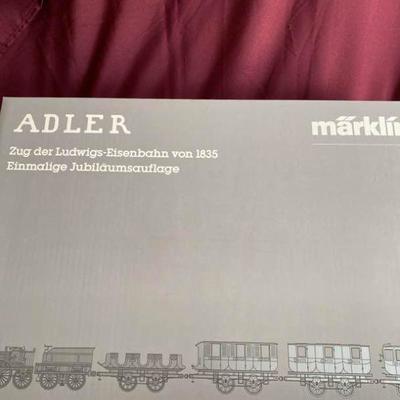 ADLER
märklin
Zug der Ludwigs-Eisenbahn von 1835
Einmalige Jubiläumsauflage